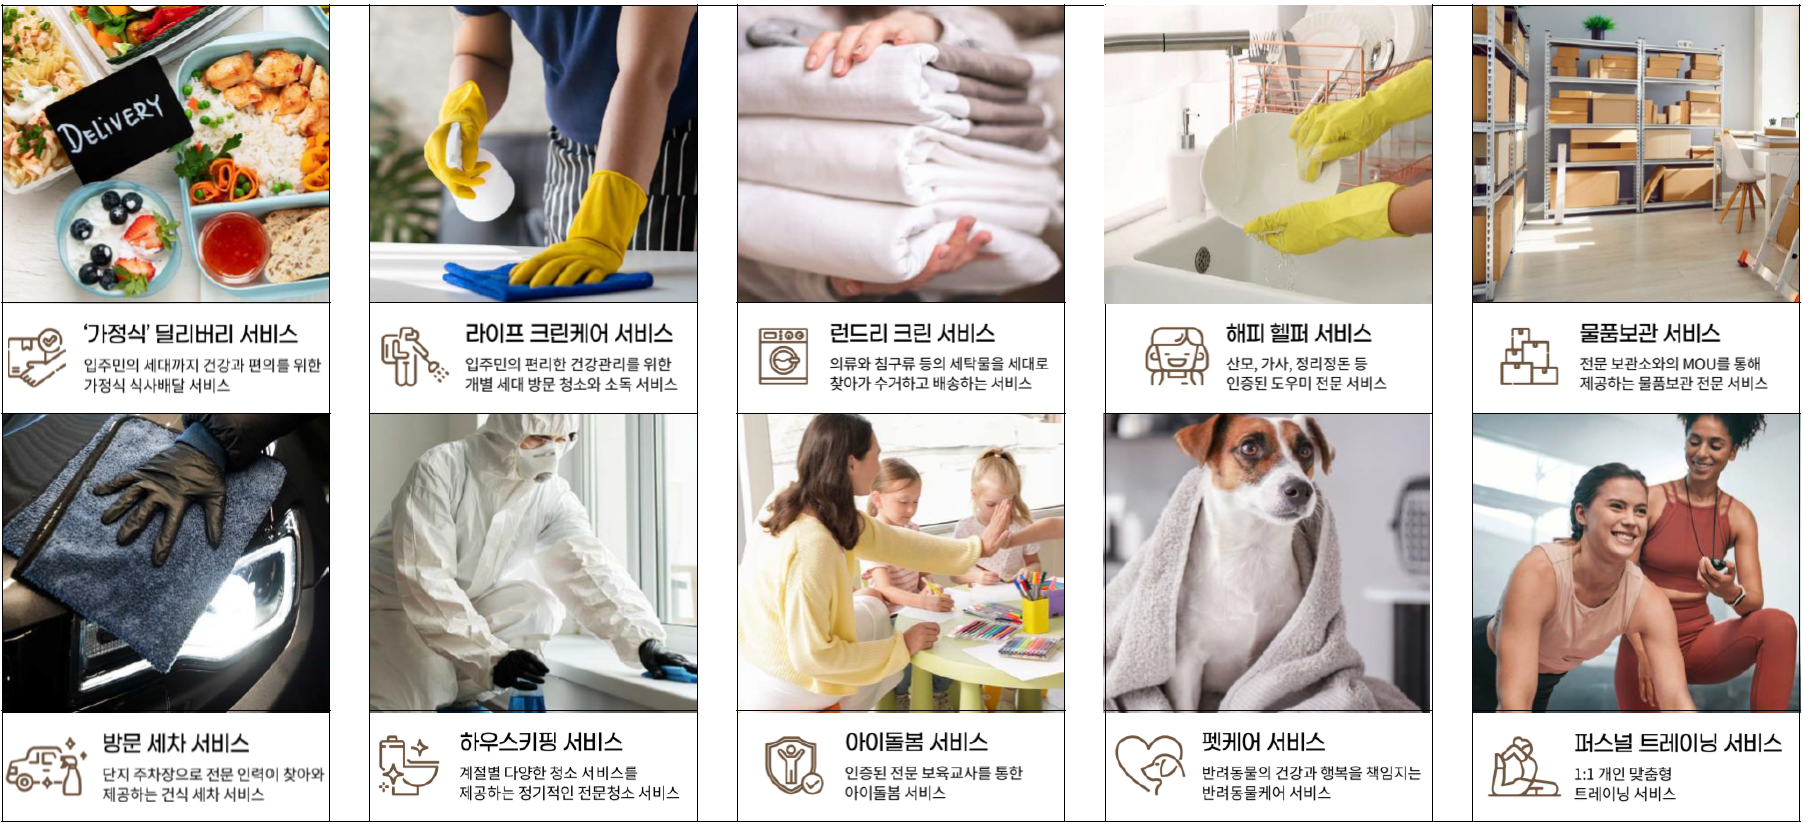 DELIVERY
'가정식' 딜리버리 서비스
입주민의 세대까지 건강과 편의를 위한
가정식 식사배달 서비스
라이프 크린케어 서비스
입주민의 편리한 건강관리를 위한
개별 세대 방문 청소와 소독 서비스
런드리 크린 서비스
의류와 침구류 등의 세탁물을 세대로
찾아가 수거하고 배송하는 서비스
해피 헬퍼 서비스
산모, 가사, 정리정돈 등
인증된 도우미 전문 서비스
물품보관 서비스
전문 보관소와의 MOU를 통해
제공하는 물품보관 전문 서비스
방문 세차 서비스
단지 주차장으로 전문 인력이 찾아와
제공하는 건식 세차 서비스
하우스키핑 서비스
계절별 다양한 청소 서비스를
제공하는 정기적인 전문청소 서비스
아이돌봄 서비스
인증된 전문 보육교사를 통한
아이돌봄 서비스
펫케어 서비스
반려동물의 건강과 행복을 책임지는
반려동물케어 서비스
퍼스널 트레이닝 서비스
1:1 개인 맞춤형
트레이닝 서비스